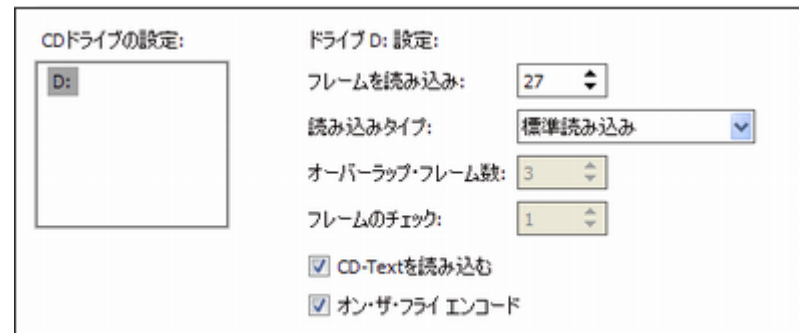 CDドライブの設定:
D:
ドライブ D: 設定:
フレームを読み込み: 27
読み込みタイプ: 標準読み込み
オーバーラップ・フレーム数: 3
フレームのチェック: 1
CD-Textを読み込む
オン・ザ・フライ エンコード